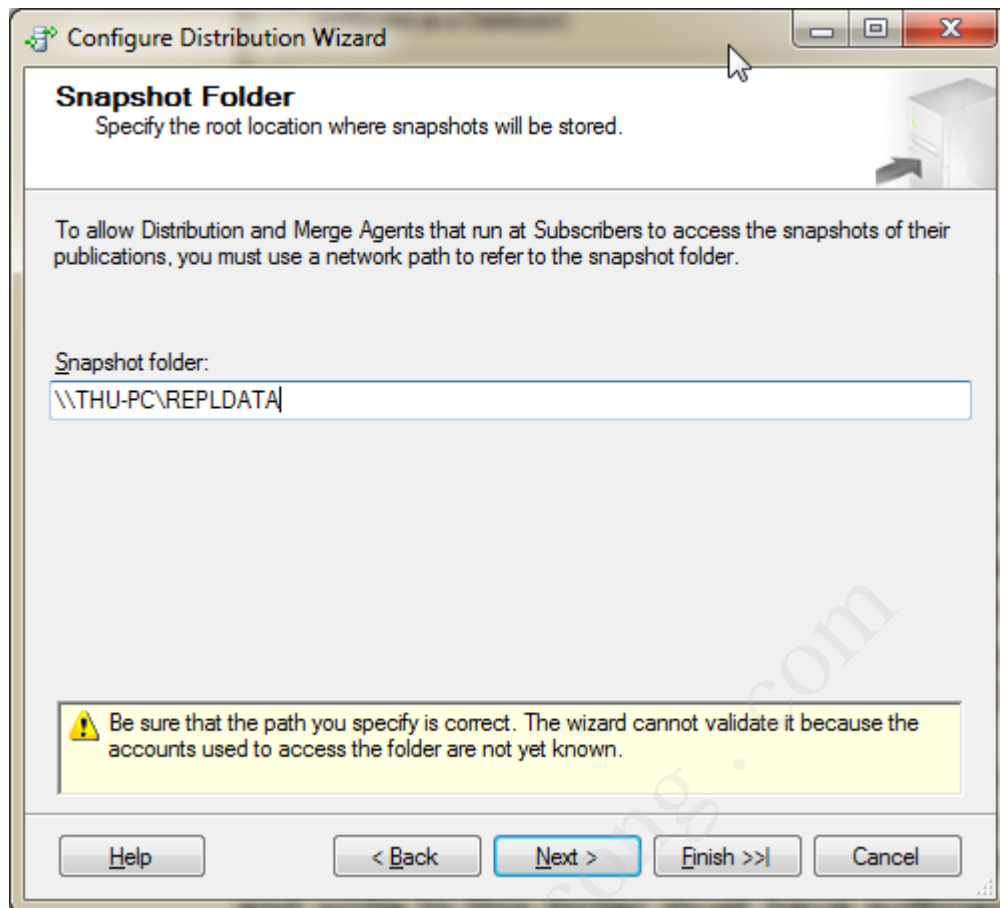 Configure Distribution Wizard
Snapshot Folder
Specify the root location where snapshots will be stored.
To allow Distribution and Merge Agents that run at Subscribers to access the snapshots of their
publications, you must use a network path to refer to the snapshot folder.
Snapshot folder:
\\THU-PC\REPLDATA
Be sure that the path you specify is correct. The wizard cannot validate it because the
accounts used to access the folder are not yet known.
Help
< Back
Next >
Finish >>|
Cancel
ong . com